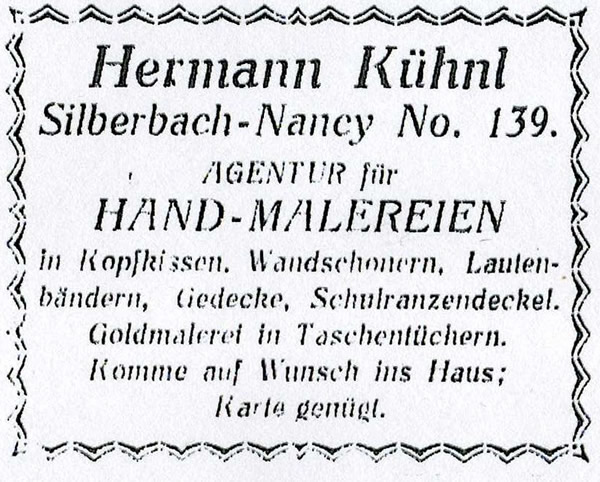 Hermann Kühnl
Silberbach-Nancy No. 139.
AGENTUR für
HAND-MALEREIEN
in Kopfkissen, Wandschonern, Lauten-
bändern, Gedecke, Schulranzendeckel.
Goldmalerei in Taschentüchern.
Komme auf Wunsch ins Haus;
Karte genügt.